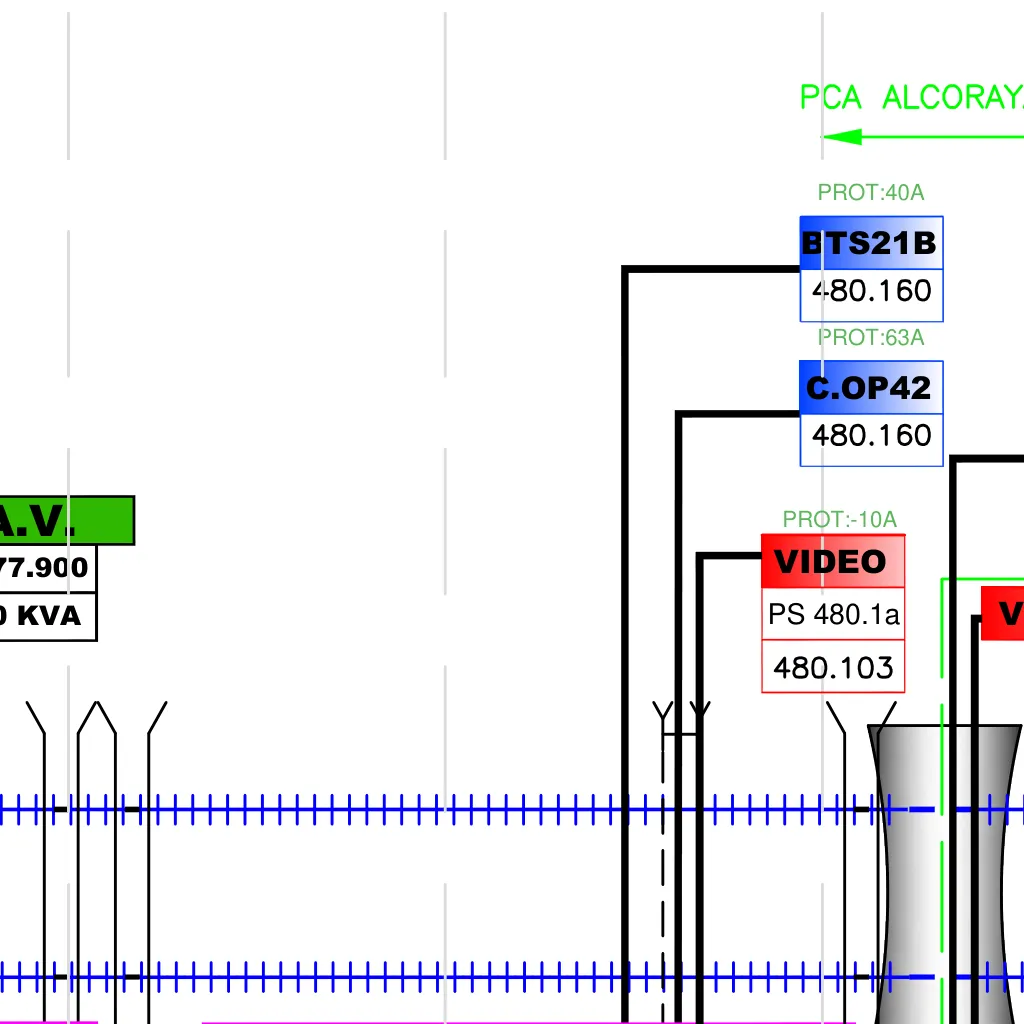 PCA ALCORAY
PROT:40A
BTS21B
480.160
PROT:63A
C.OP42
480.160
A.V.
77.900
0 KVA
PROT:-10A
VIDEO
PS 480.1a
480.103
V